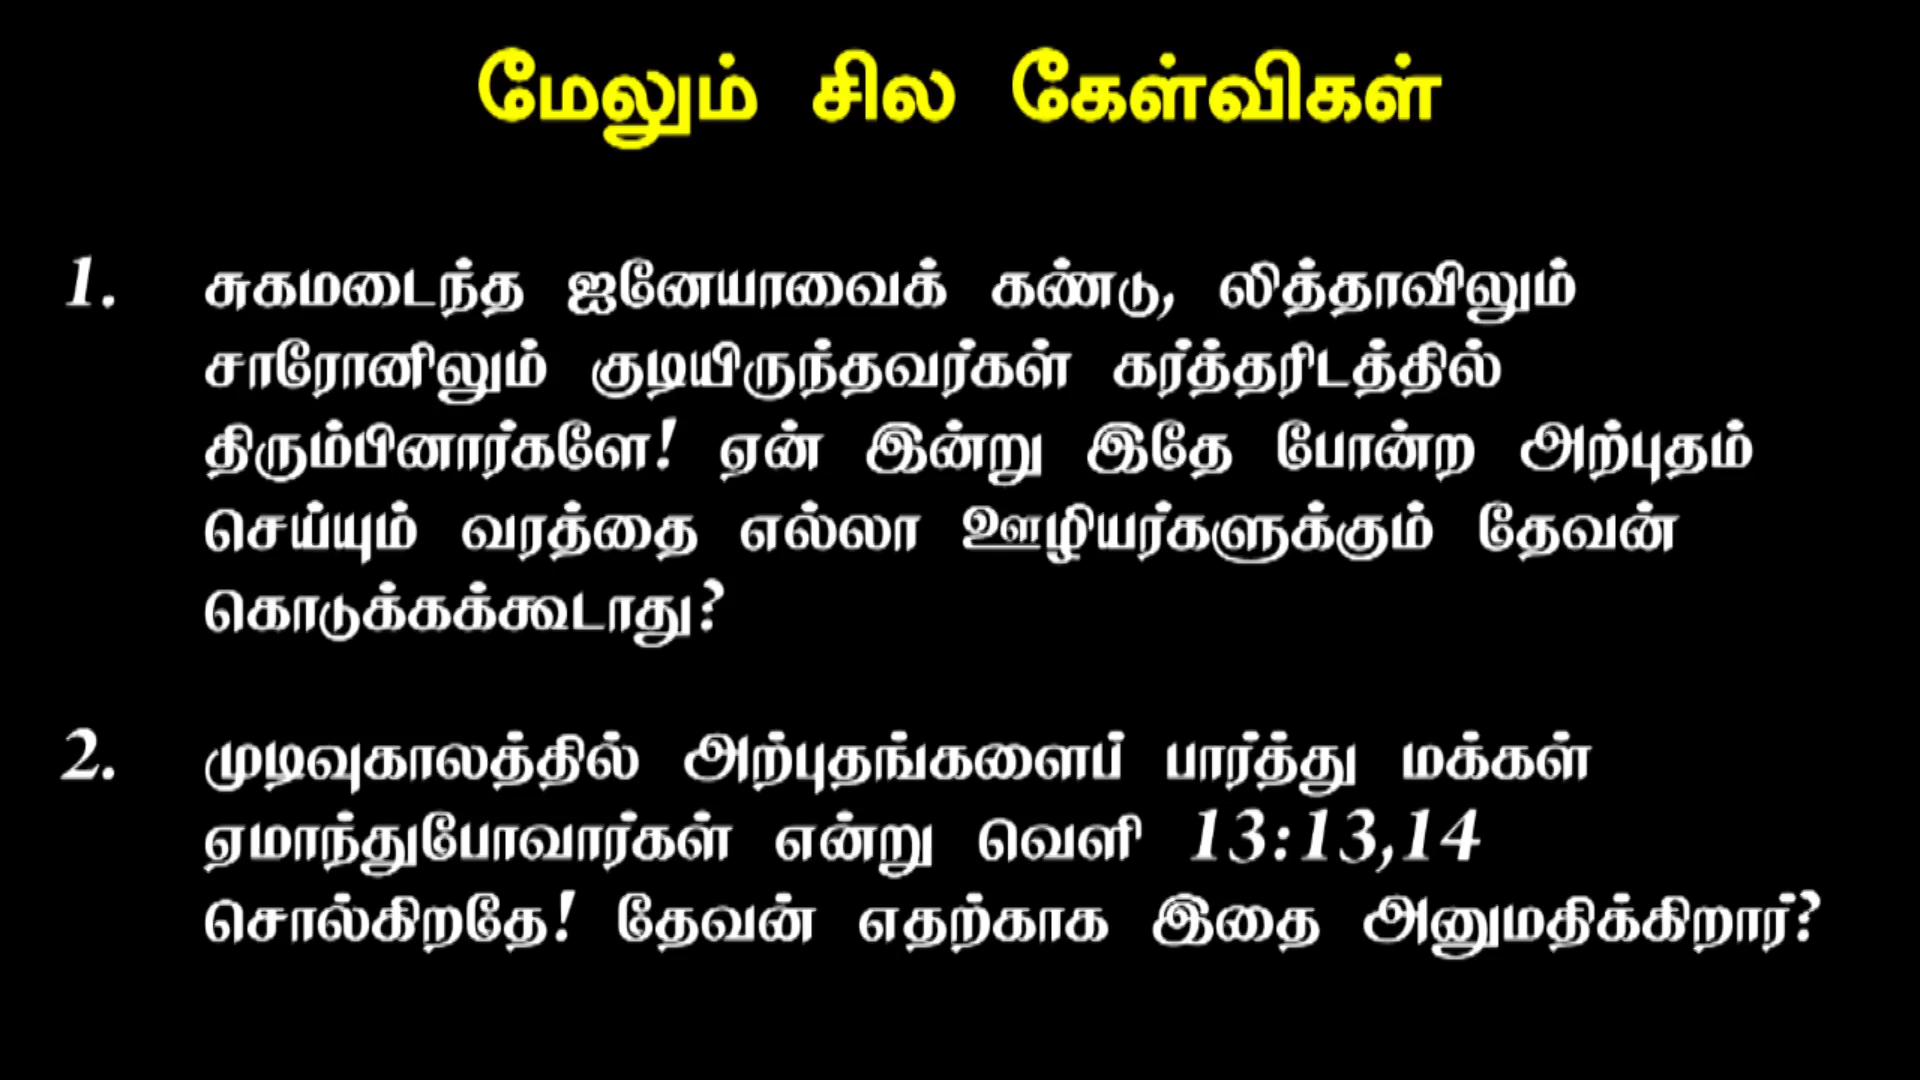 மேலும் சில கேள்விகள்
1. சுகமடைந்த ஐனேயாவைக் கண்டு, லித்தாவிலும்
சாரோனிலும் குடியிருந்தவர்கள் கர்த்தரிடத்தில்
திரும்பினார்களே! ஏன் இன்று இதே போன்ற அற்புதம்
செய்யும் வரத்தை எல்லா ஊழியர்களுக்கும் தேவன்
கொடுக்கக்கூடாது?
2. முடிவுகாலத்தில் அற்புதங்களைப் பார்த்து மக்கள்
ஏமாந்துபோவார்கள் என்று வெளி 13:13,14
சொல்கிறதே! தேவன் எதற்காக இதை அனுமதிக்கிறார்?